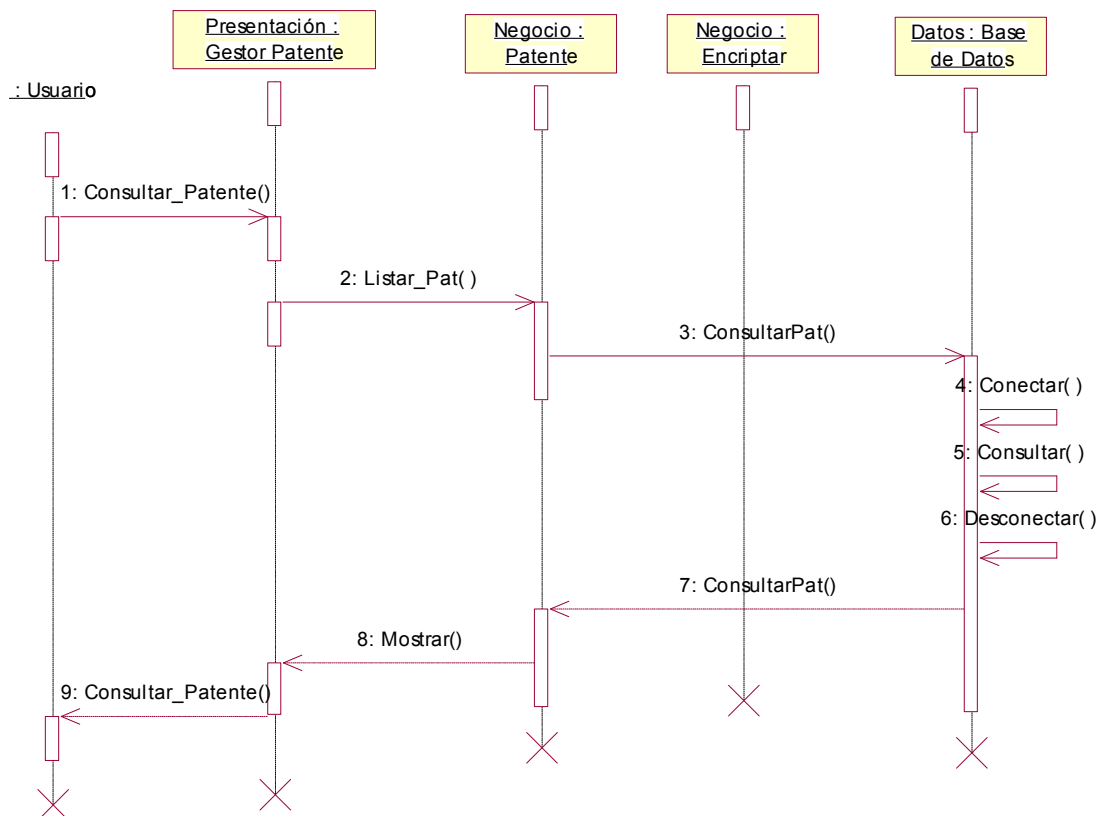 Presentación :
Gestor Patente
Negocio :
Patente
Negocio :
Encriptar
Datos : Base
de Datos
: Usuario
1: Consultar_Patente()
2: Listar_Pat( )
3: ConsultarPat()
4: Conectar( )
5: Consultar( )
6: Desconectar( )
7: ConsultarPat()
8: Mostrar()
9: Consultar_Patente()